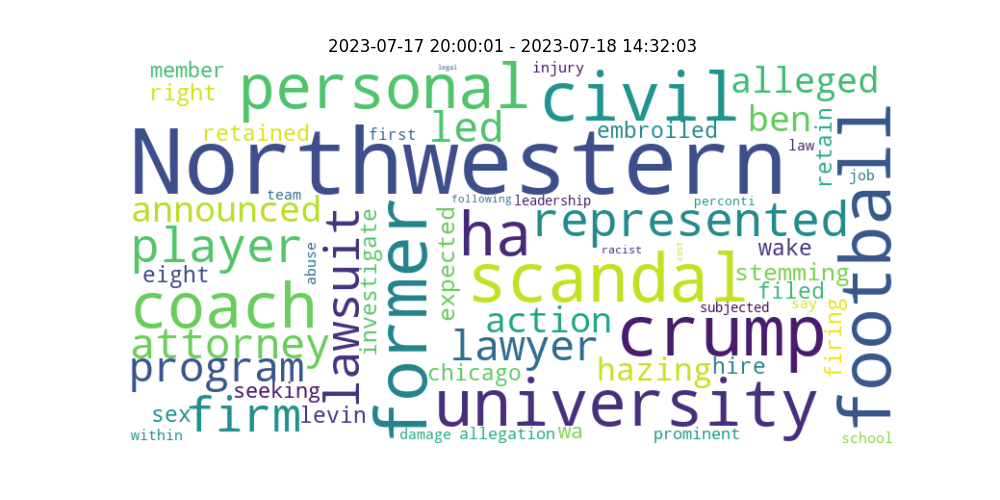 2023-07-17 20:00:01 - 2023-07-18 14:32:03
legal
member
personal
injury
civil
alleged
right
retained
first
led
embroiled
ben
retain
football
Northwestern
law
job
team
following
leadership
perconti
announced
lawsuit
investigate
former
expected
ha
represented
player
abuse
racist
cost
wake
eight
scandal
stemming
filed
coach
subjected
say
firing
action
crump
attorney
lawyer
program
chicago
hazing
hire
seeking
university
sex
firm
levin
within
damage
allegation
wa
prominent
school